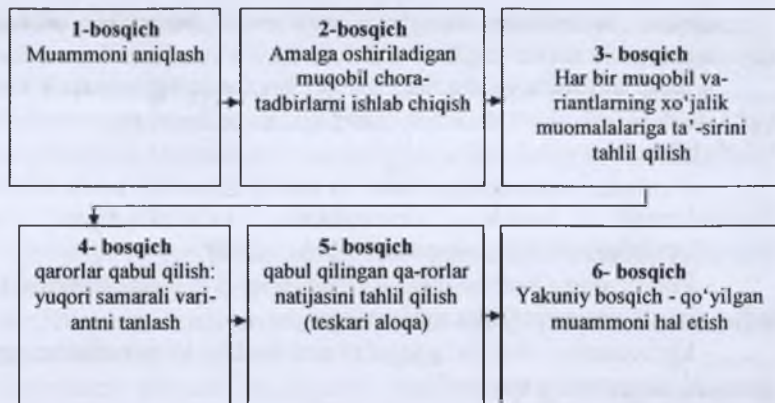 1-bosqich
Muammoni aniqlash
2-bosqich
Amalga oshiriladigan
muqobil chora-
tadbirlarni ishlab chiqish
3- bosqich
Har bir muqobil va-
riantlarning xo‘jalik
muomalalariga ta’-sirini
tahlil qilish
4- bosqich
qarorlar qabul qilish:
yuqori samarali vari-
antni tanlash
5- bosqich
qabul qilingan qa-rorlar
natijasini tahlil qilish
(teskari aloqa)
6- bosqich
Yakuniy bosqich - qo‘yilgan
muammoni hal etish